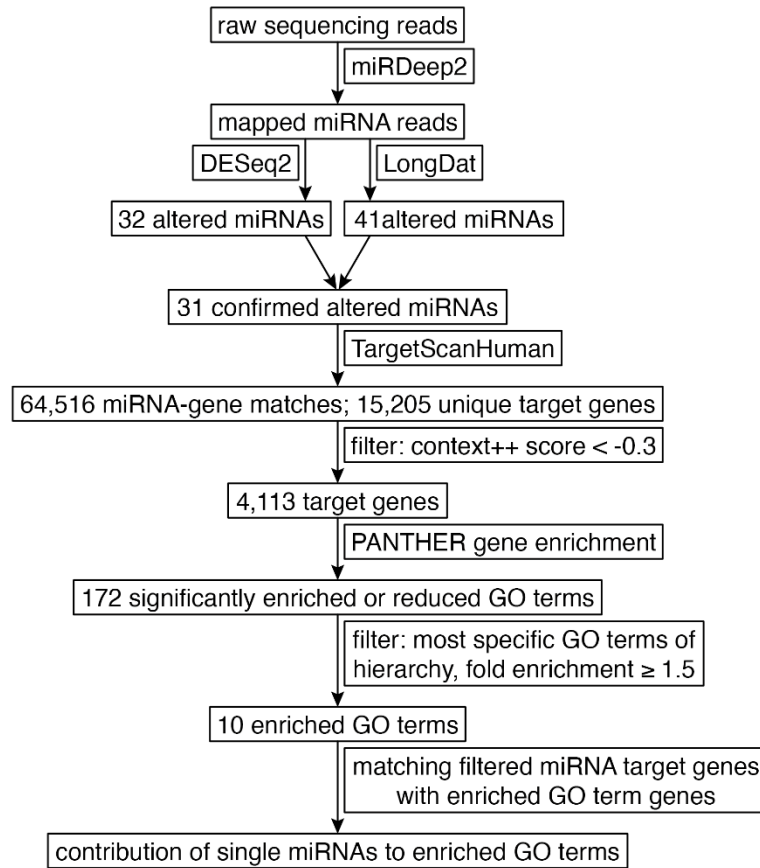 raw sequencing reads
miRDeep2
mapped miRNA reads
DESeq2
LongDat
32 altered miRNAs
41altered miRNAs
31 confirmed altered miRNAs
TargetScanHuman
64,516 miRNA-gene matches; 15,205 unique target genes
filter: context++ score < -0.3
4,113 target genes
PANTHER gene enrichment
172 significantly enriched or reduced GO terms
filter: most specific GO terms of
hierarchy, fold enrichment ≥ 1.5
10 enriched GO terms
matching filtered miRNA target genes
with enriched GO term genes
contribution of single miRNAs to enriched GO terms